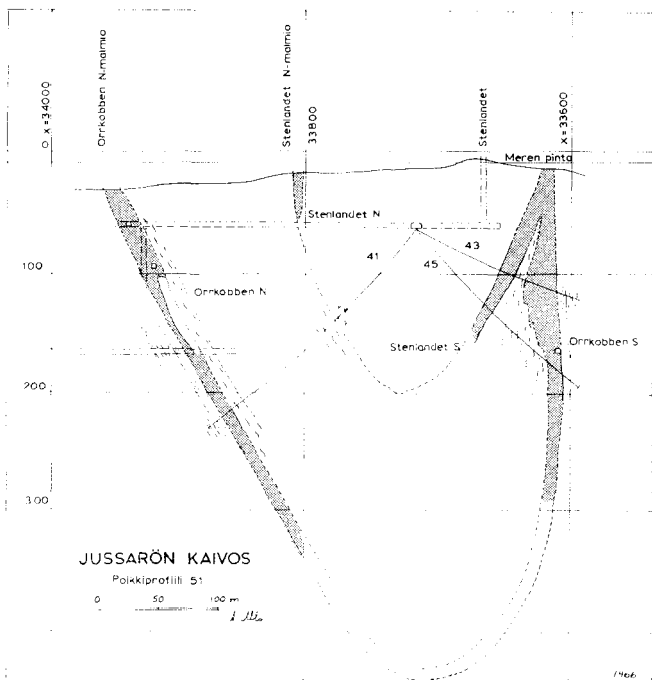 O x=34000
Orrkobben N-malmio
Stenlandet N-malmio
33800
Stenlandet
x=33600
Meren pinta
Stenlandet N
41
43
45
100
Orrkobben N
Stenlandet S
Orrkobben S
200
300
JUSSARÖN KAIVOS
Poikkiprofiili 51
0 50 100 m
1966